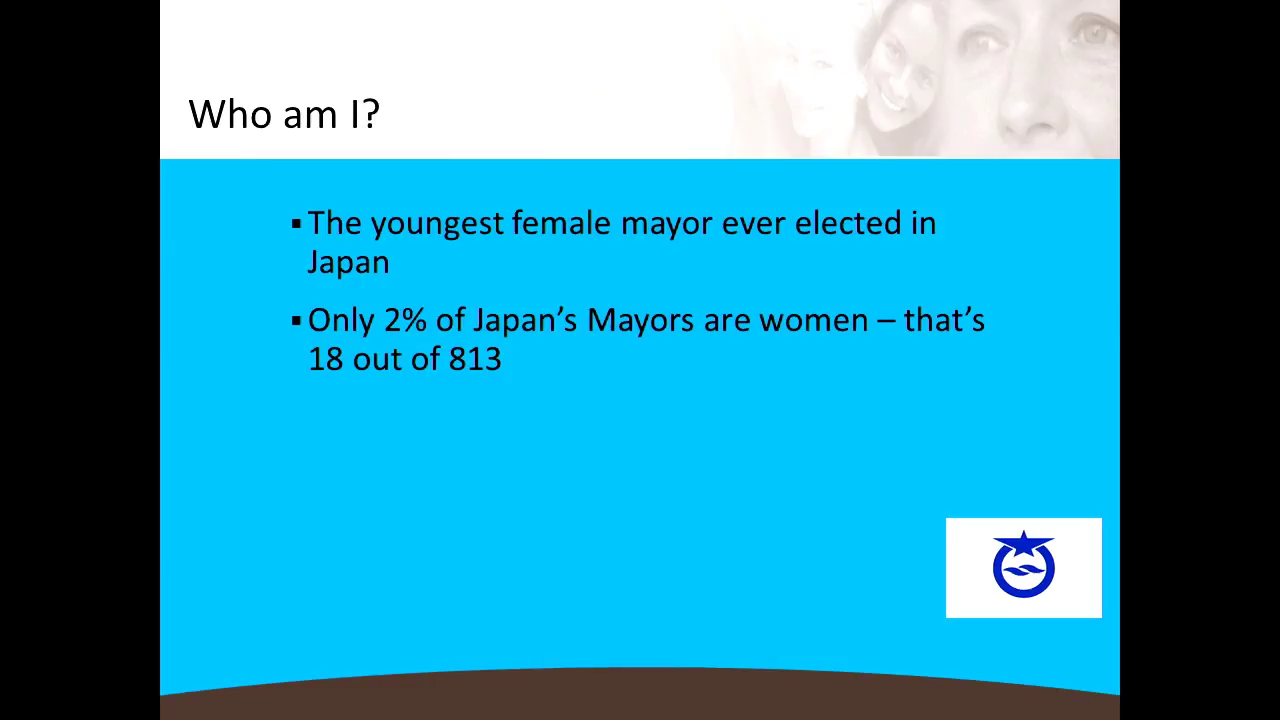 Who am I?
▪ The youngest female mayor ever elected in
Japan
▪ Only 2% of Japan’s Mayors are women – that’s
18 out of 813